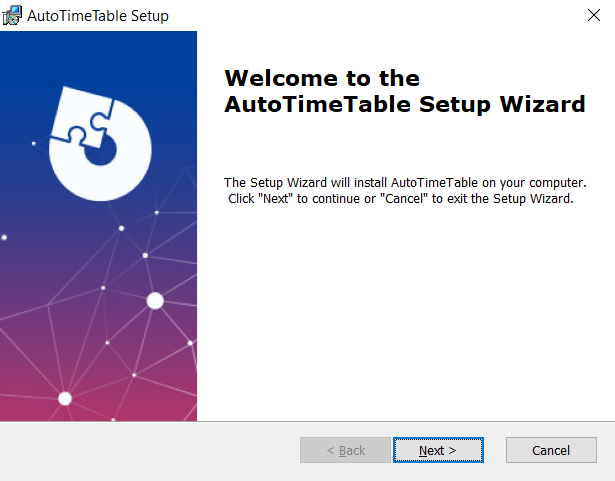 AutoTimeTable Setup
Welcome to the
AutoTimeTable Setup Wizard
The Setup Wizard will install AutoTimeTable on your computer.
Click "Next" to continue or "Cancel" to exit the Setup Wizard.
< Back
Next >
Cancel